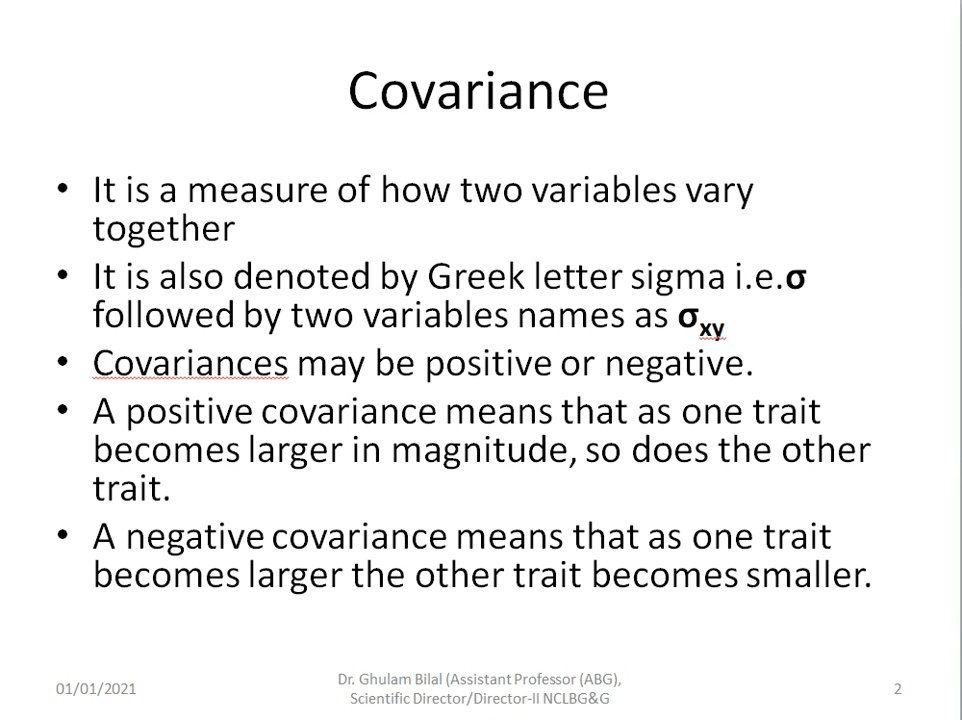 Covariance
• It is a measure of how two variables vary
together
• It is also denoted by Greek letter sigma i.e.σ
followed by two variables names as σxy
• Covariances may be positive or negative.
• A positive covariance means that as one trait
becomes larger in magnitude, so does the other
trait.
• A negative covariance means that as one trait
becomes larger the other trait becomes smaller.
01/01/2021
Dr. Ghulam Bilal (Assistant Professor (ABG),
Scientific Director/Director-II NCLBG&G
2